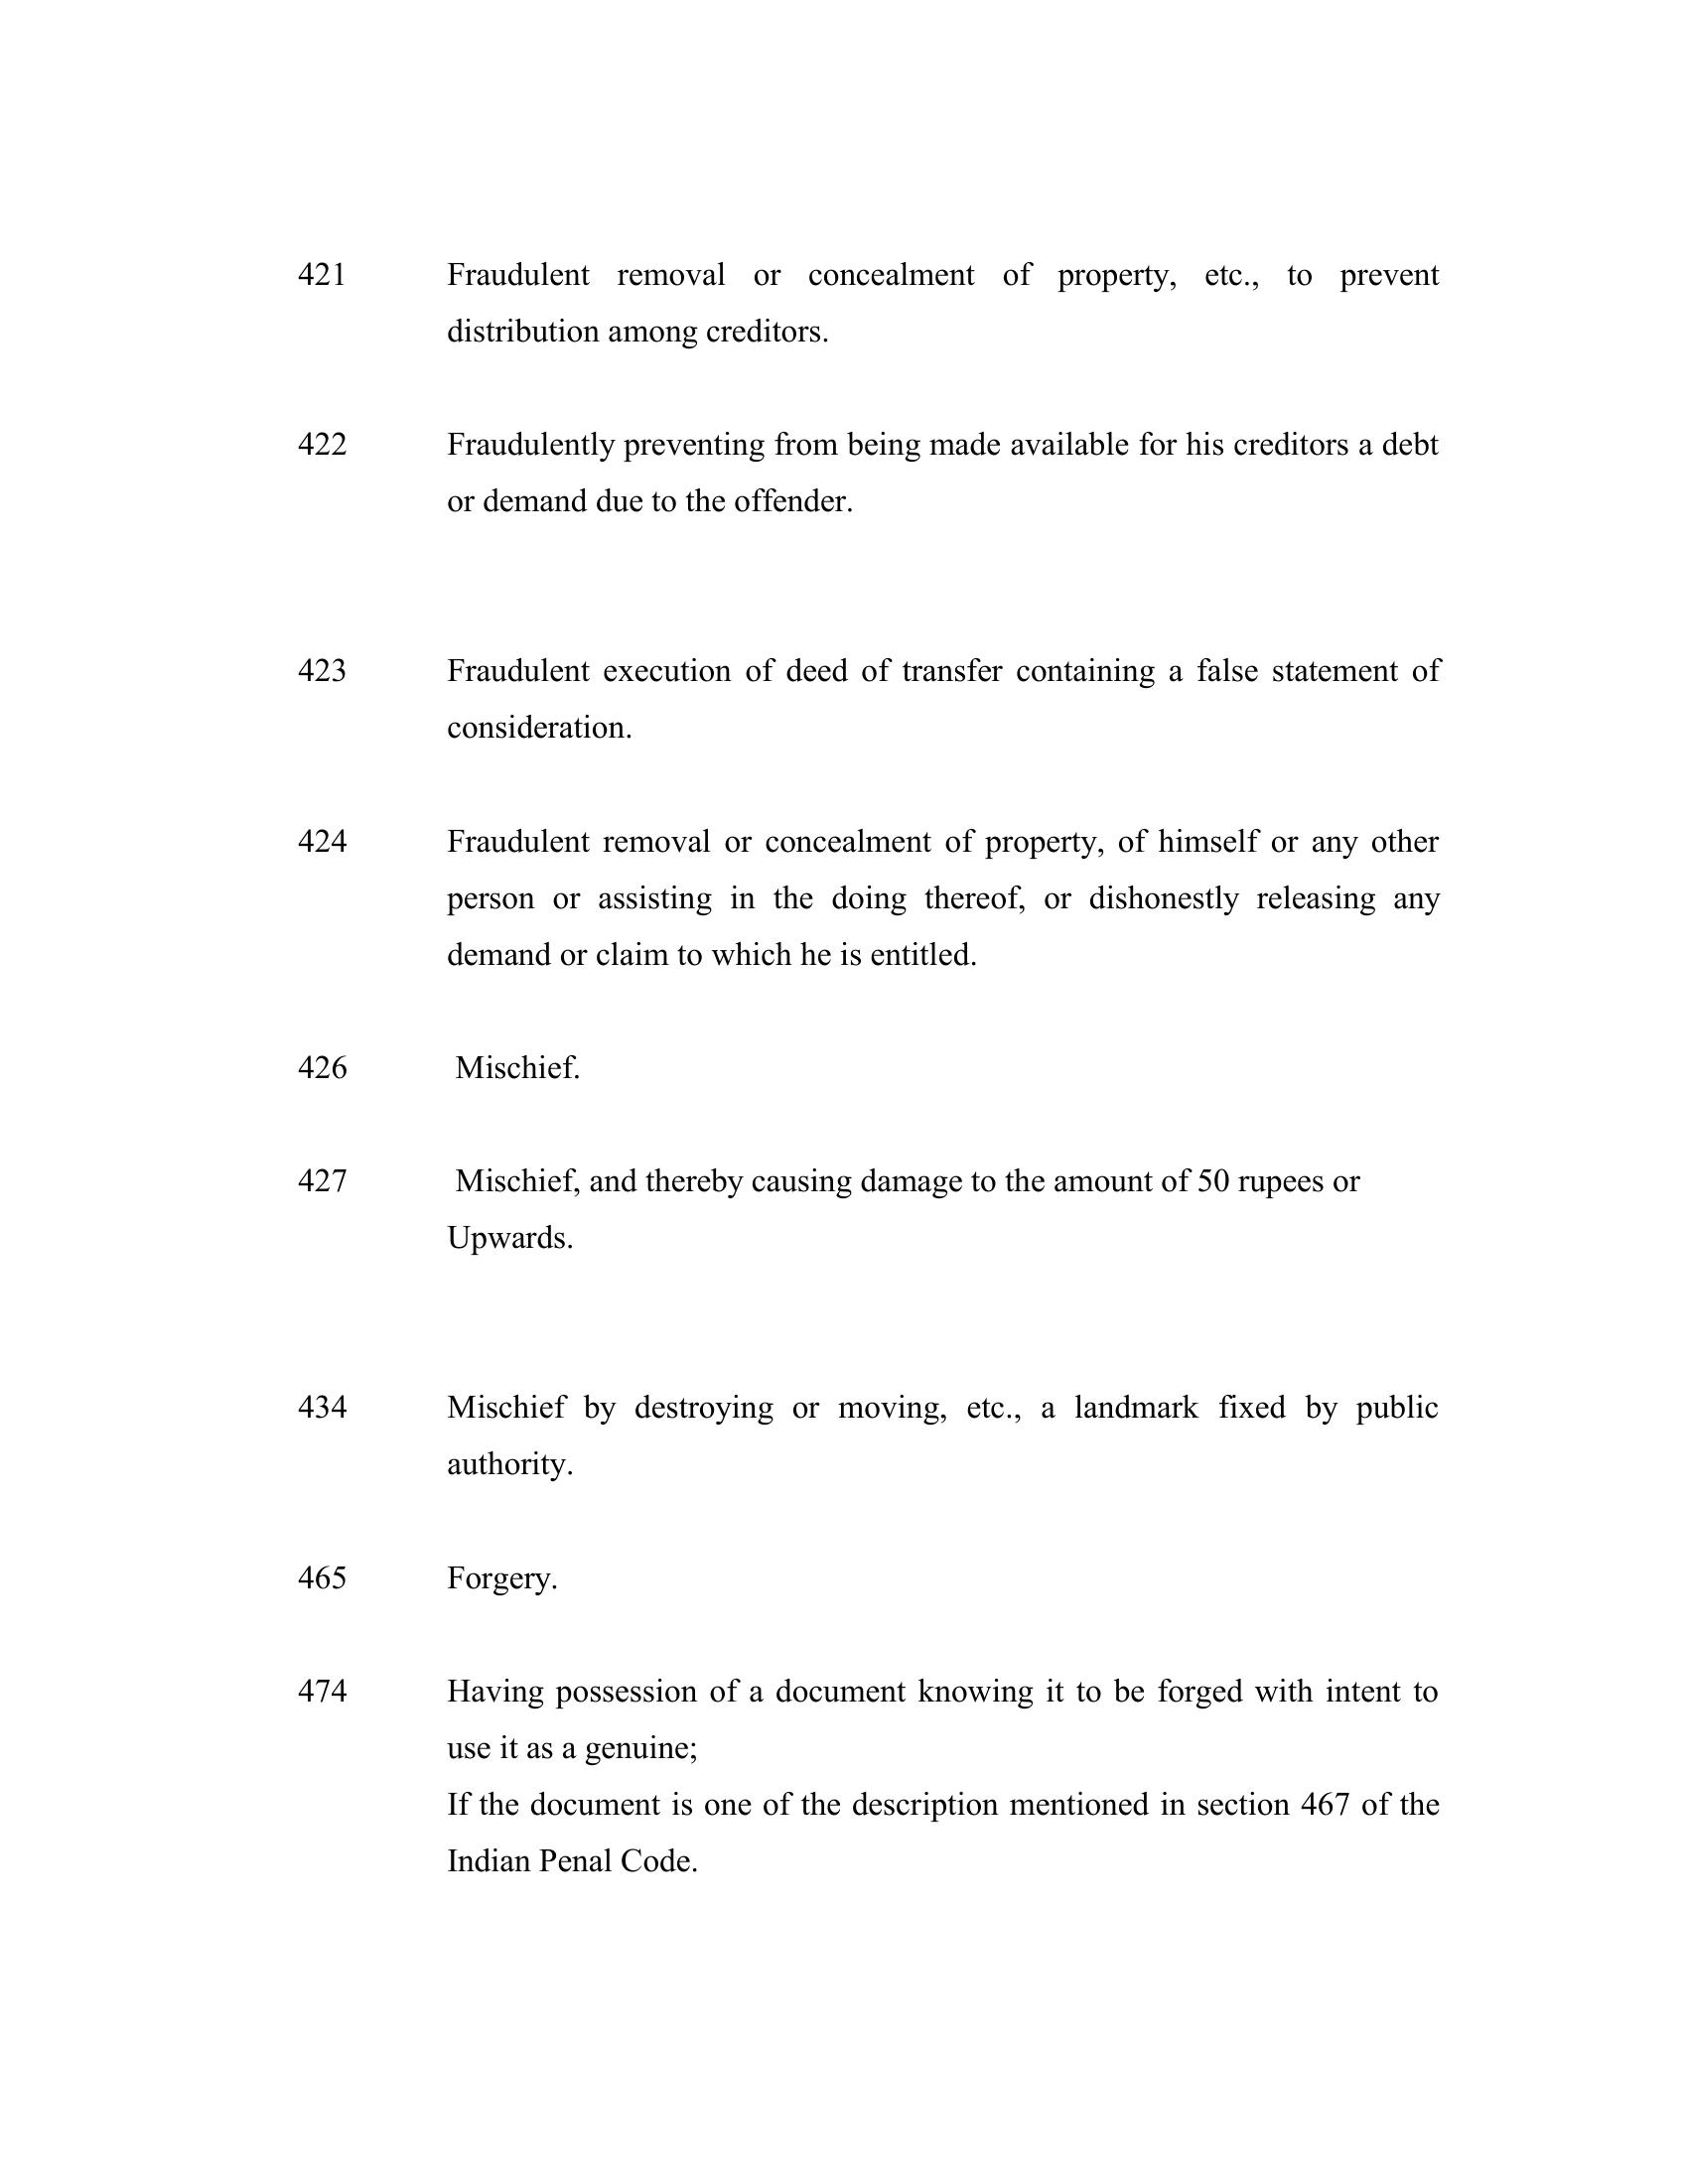 421 Fraudulent removal or concealment of property, etc., to prevent
distribution among creditors.
422 Fraudulently preventing from being made available for his creditors a debt
or demand due to the offender.
423 Fraudulent execution of deed of transfer containing a false statement of
consideration.
424 Fraudulent removal or concealment of property, of himself or any other
person or assisting in the doing thereof, or dishonestly releasing any
demand or claim to which he is entitled.
426 Mischief.
427 Mischief, and thereby causing damage to the amount of 50 rupees or
Upwards.
434 Mischief by destroying or moving, etc., a landmark fixed by public
authority.
465 Forgery.
474 Having possession of a document knowing it to be forged with intent to
use it as a genuine;
If the document is one of the description mentioned in section 467 of the
Indian Penal Code.